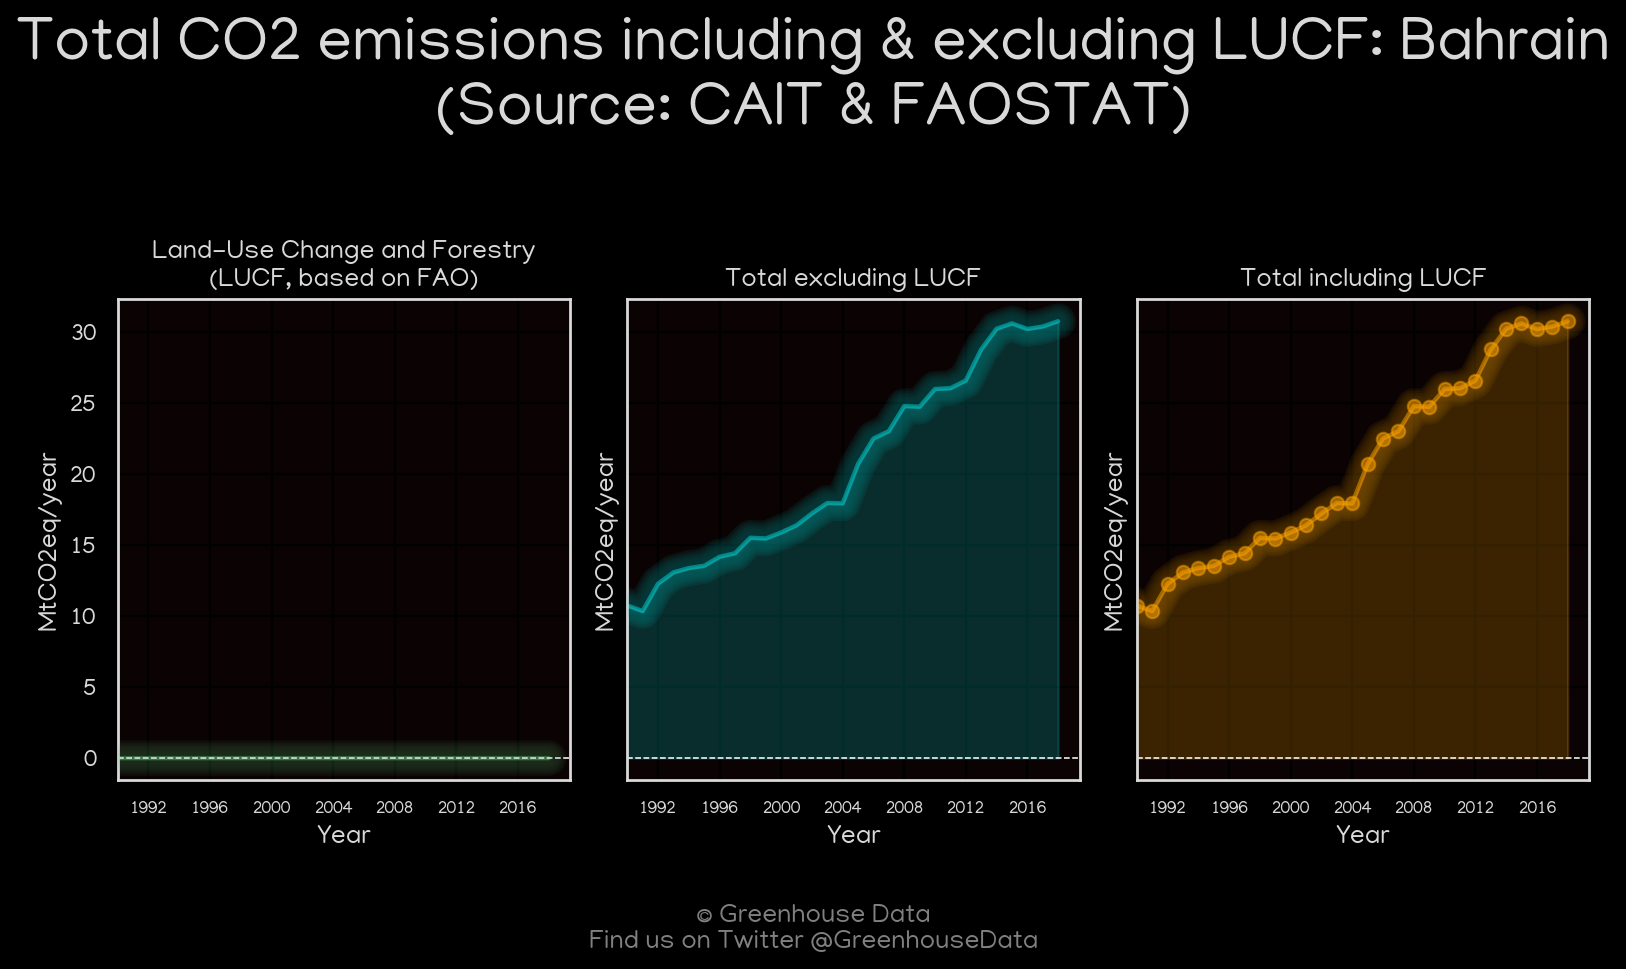 Total CO2 emissions including & excluding LUCF: Bahrain
(Source: CAIT & FAOSTAT)
Land-Use Change and Forestry
(LUCF, based on FAO)
Total excluding LUCF
Total including LUCF
MtCO2eq/year
30
25
20
15
10
5
0
1992 1996 2000 2004 2008 2012 2016
Year
MtCO2eq/year
1992 1996 2000 2004 2008 2012 2016
Year
MtCO2eq/year
1992 1996 2000 2004 2008 2012 2016
Year
© Greenhouse Data
Find us on Twitter @GreenhouseData